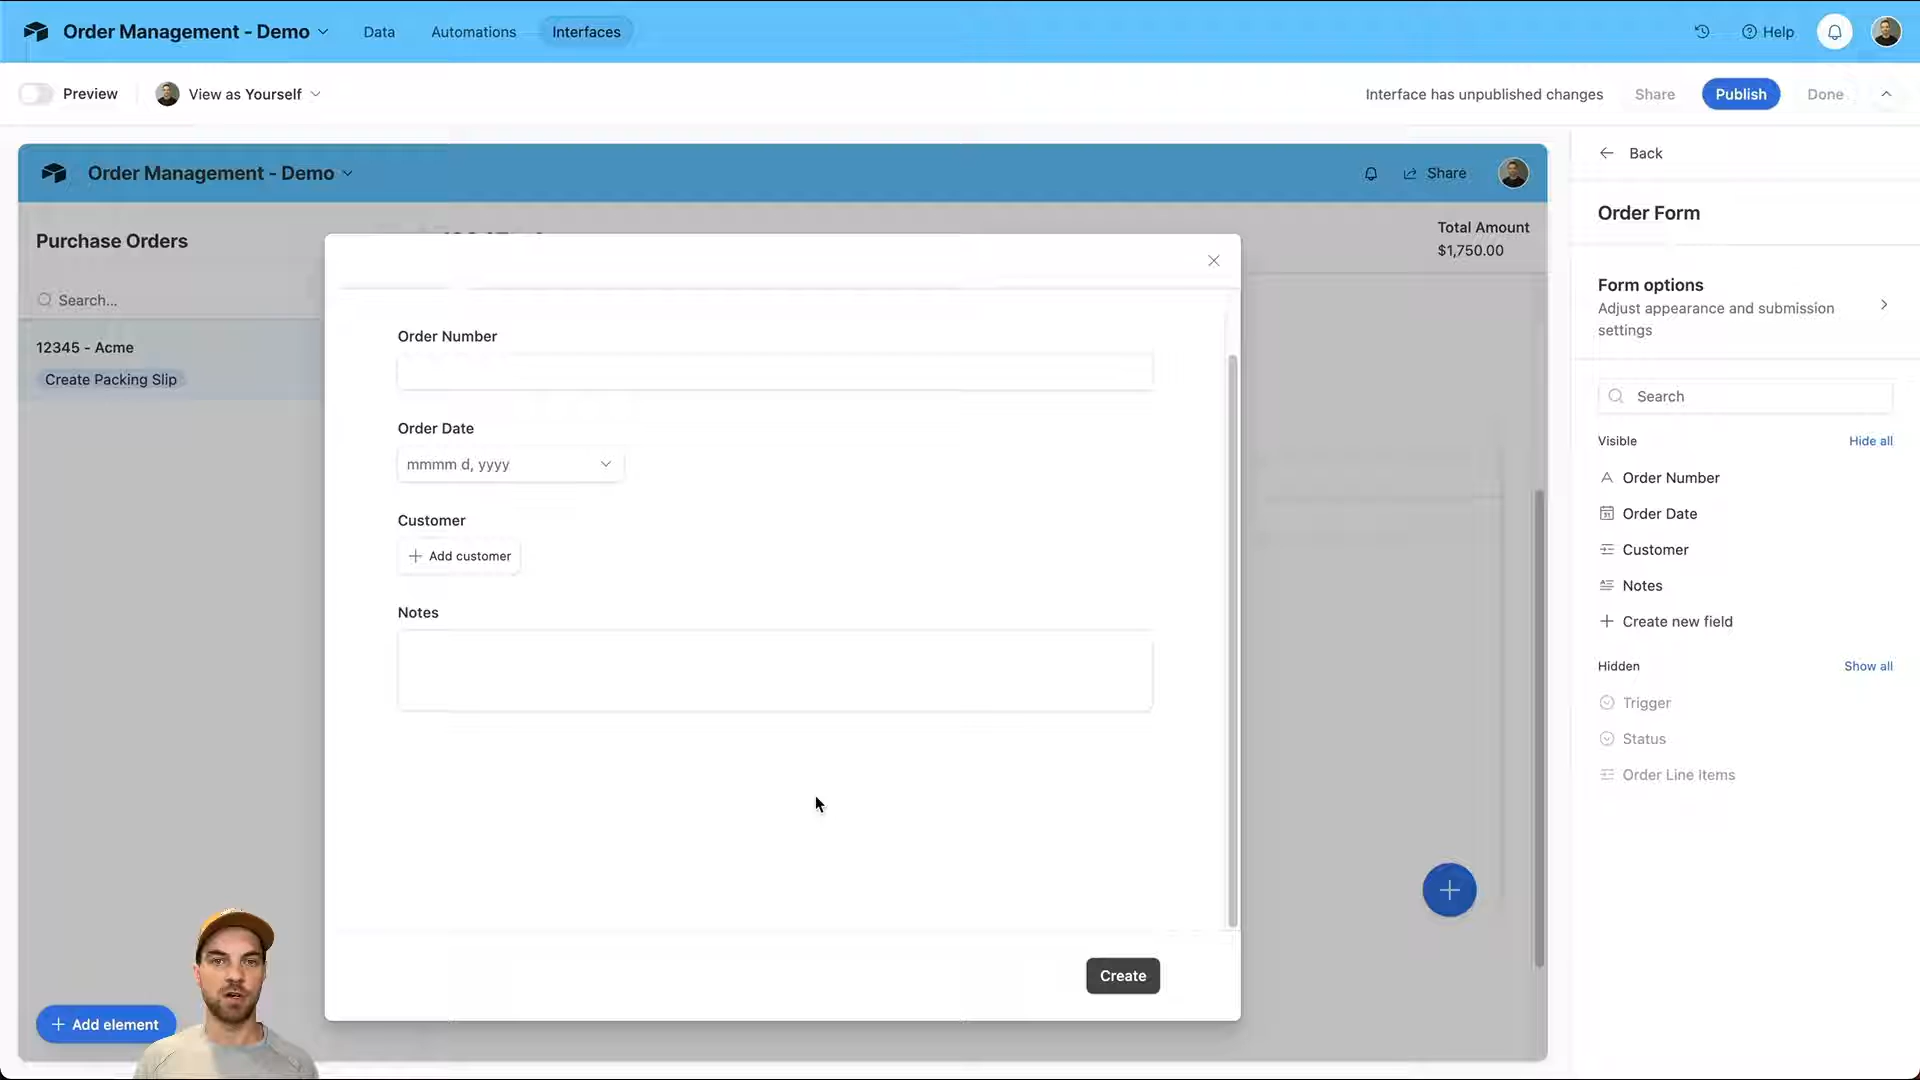 Order Management - Demo
Data
Automations
Interfaces
Help
Preview
View as Yourself
Interface has unpublished changes
Share
Publish
Done
Order Management - Demo
Share
Back
Order Form
Purchase Orders
Total Amount
$1,750.00
Search...
12345 - Acme
Create Packing Slip
Order Number
Order Date
mmmm d, yyyy
Customer
Add customer
Notes
Create
Add element
Form options
Adjust appearance and submission
settings
Search
Visible
Hide all
Order Number
Order Date
Customer
Notes
Create new field
Hidden
Show all
Trigger
Status
Order Line Items